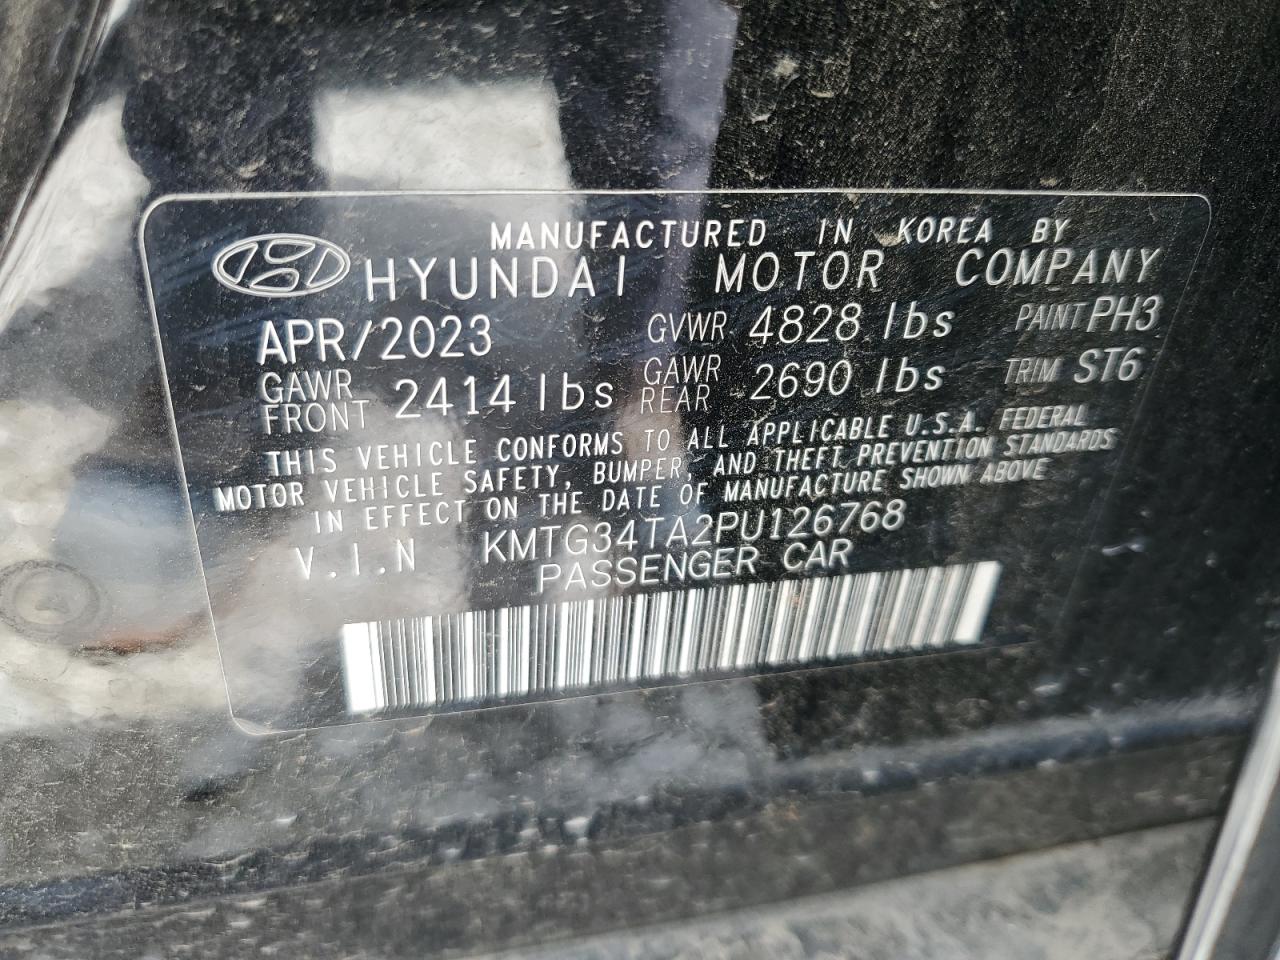 MANUFACTURED IN KOREA BY
HYUNDAI MOTOR COMPANY
APR/2023 GVWR 4828 lbs PAINT PH3
GAWR FRONT 2414 lbs GAWR REAR 2690 lbs TRIM ST6
THIS VEHICLE CONFORMS TO ALL APPLICABLE U.S.A. FEDERAL
MOTOR VEHICLE SAFETY, BUMPER, AND THEFT PREVENTION STANDARDS
IN EFFECT ON THE DATE OF MANUFACTURE SHOWN ABOVE
V.I.N KMTG34TA2PU126768
PASSENGER CAR